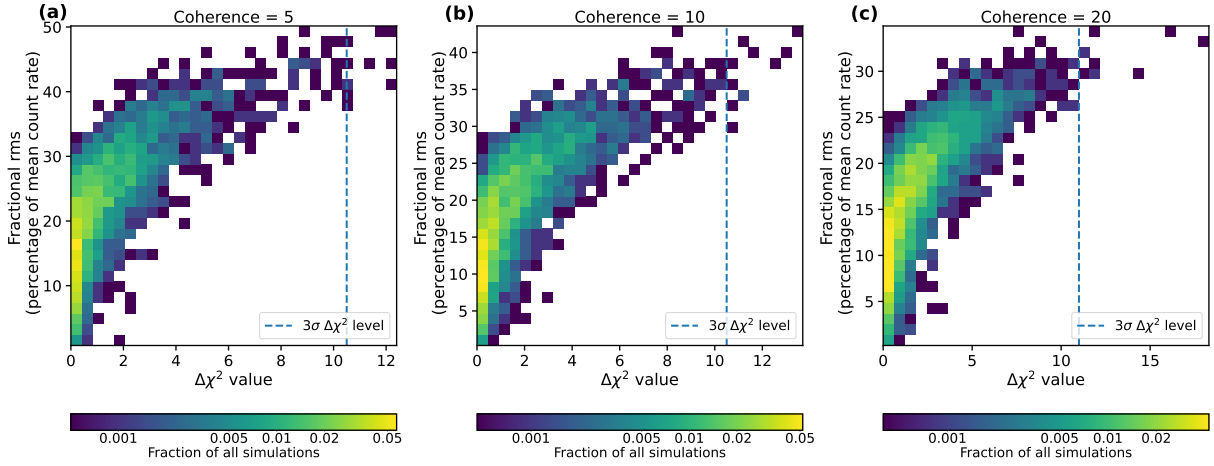 (a)
Coherence = 5
Fractional rms
(percentage of mean count rate)
50
40
30
20
10
0
2
4
6
8
10
12
3σ Δχ² level
Δχ² value
0.001
0.005
0.01
0.02
0.05
Fraction of all simulations
(b)
Coherence = 10
Fractional rms
(percentage of mean count rate)
40
35
30
25
20
15
10
5
0
2
4
6
8
10
12
3σ Δχ² level
Δχ² value
0.001
0.005
0.01
0.02
0.05
Fraction of all simulations
(c)
Coherence = 20
Fractional rms
(percentage of mean count rate)
30
25
20
15
10
5
0
5
10
15
3σ Δχ² level
Δχ² value
0.001
0.005
0.01
0.02
Fraction of all simulations